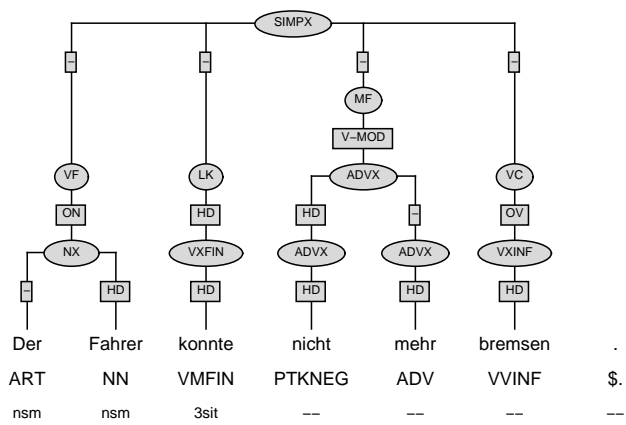 SIMPX
– – – –
MF
V–MOD
VF LK ADVX VC
ON HD HD – OV
NX VXFIN ADVX ADVX VXINF
– HD HD HD HD HD
Der Fahrer konnte nicht mehr bremsen .
ART NN VMFIN PTKNEG ADV VVINF $.
nsm nsm 3sit –– –– –– ––